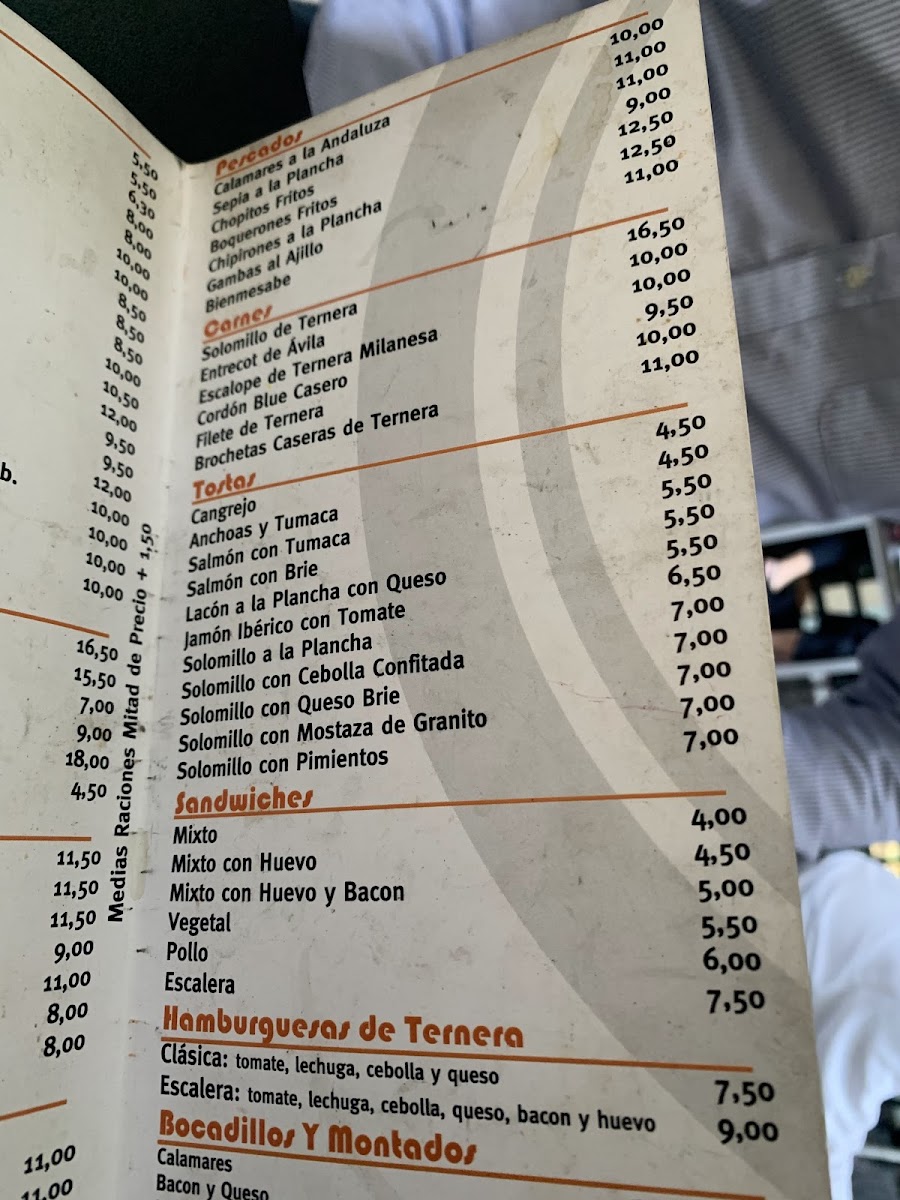 5,50
5,50
6,30
8,00
8,00
10,00
10,00
8,50
8,50
8,50
10,00
10,50
12,00
9,50
9,50
b. 12,00
10,00
10,00
10,00
10,00
16,50
15,50
7,00
9,00
18,00
4,50
11,50
11,50
11,50
9,00
11,00
8,00
8,00
11,00
11,00
Medias Raciones Mitad de Precio + 1,50
Pescados
Calamares a la Andaluza 10,00
Sepia a la Plancha 11,00
Chopitos Fritos 11,00
Boquerones Fritos 9,00
Chipirones a la Plancha 12,50
Gambas al Ajillo 12,50
Bienmesabe 11,00
Carnes
Solomillo de Ternera 16,50
Entrecot de Ávila 10,00
Escalope de Ternera Milanesa 10,00
Cordón Blue Casero 9,50
Filete de Ternera 10,00
Brochetas Caseras de Ternera 11,00
Tostas
Cangrejo 4,50
Anchoas y Tumaca 4,50
Salmón con Tumaca 5,50
Salmón con Brie 5,50
Lacón a la Plancha con Queso 5,50
Jamón Ibérico con Tomate 6,50
Solomillo a la Plancha 7,00
Solomillo con Cebolla Confitada 7,00
Solomillo con Queso Brie 7,00
Solomillo con Mostaza de Granito 7,00
Solomillo con Pimientos 7,00
Sandwiches
Mixto 4,00
Mixto con Huevo 4,50
Mixto con Huevo y Bacon 5,00
Vegetal 5,50
Pollo 6,00
Escalera 7,50
Hamburguesas de Ternera
Clásica: tomate, lechuga, cebolla y queso 7,50
Escalera: tomate, lechuga, cebolla, queso, bacon y huevo 9,00
Bocadillos Y Montados
Calamares
Bacon y Queso